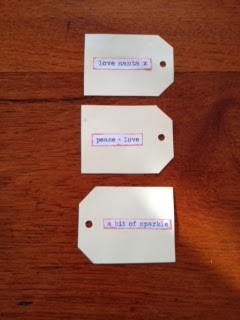 love santa x
peace + love
a bit of sparkle